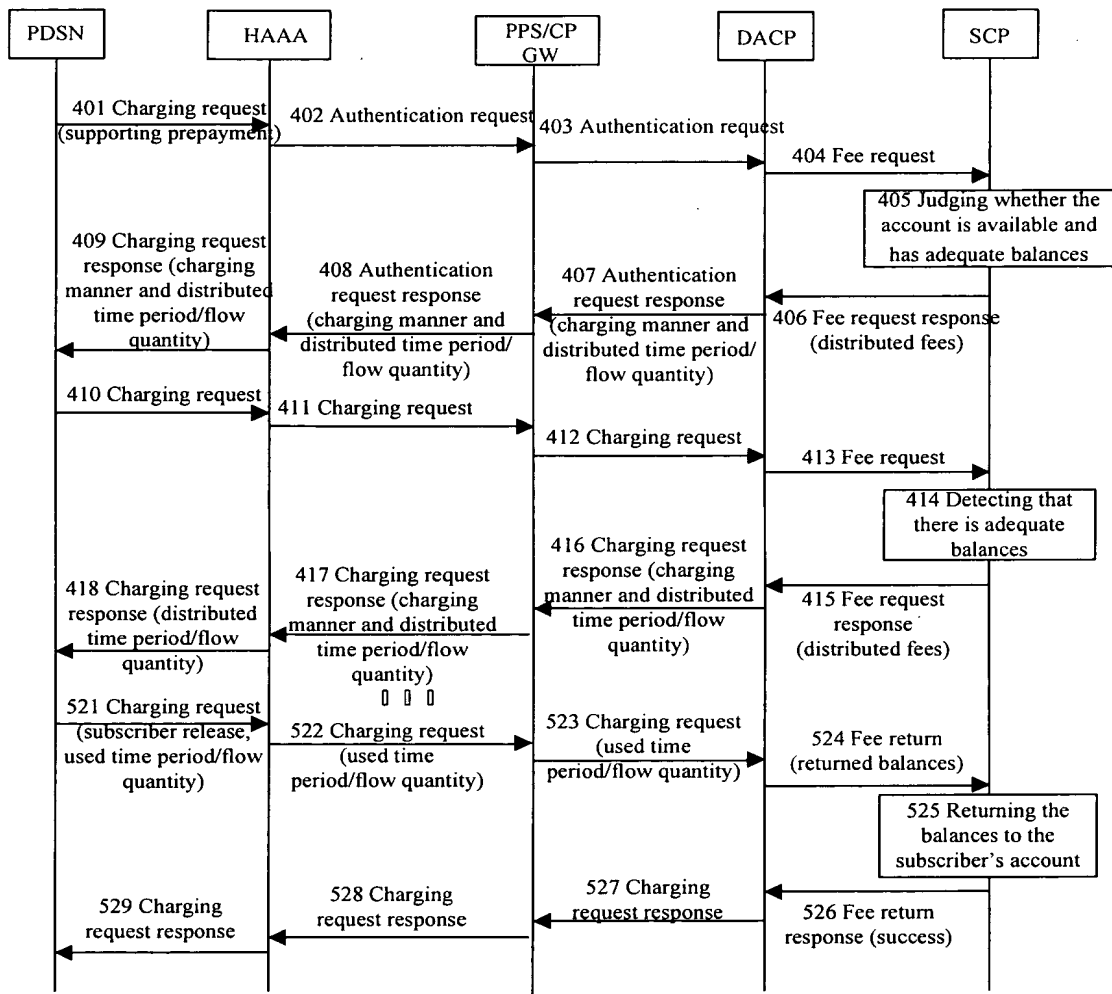 PDSN
HAAA
PPS/CP
GW
DACP
SCP
401 Charging request
(supporting prepayment)
402 Authentication request
403 Authentication request
404 Fee request
405 Judging whether the
account is available and
has adequate balances
409 Charging request
response (charging
manner and distributed
time period/flow
quantity)
408 Authentication
request response
(charging manner and
distributed time period/
flow quantity)
407 Authentication
request response
(charging manner and
distributed time period/
flow quantity)
406 Fee request response
(distributed fees)
410 Charging request
411 Charging request
412 Charging request
413 Fee request
414 Detecting that
there is adequate
balances
418 Charging request
response (distributed
time period/flow
quantity)
417 Charging request
response (charging
manner and distributed
time period/flow
quantity)
416 Charging request
response (charging
manner and distributed
time period/flow
quantity)
415 Fee request
response
(distributed fees)
521 Charging request
(subscriber release,
used time period/flow
quantity)
522 Charging request
(used time
period/flow quantity)
523 Charging request
(used time
period/flow quantity)
524 Fee return
(returned balances)
525 Returning the
balances to the
subscriber's account
529 Charging
request response
528 Charging
request response
527 Charging
request response
526 Fee return
response (success)